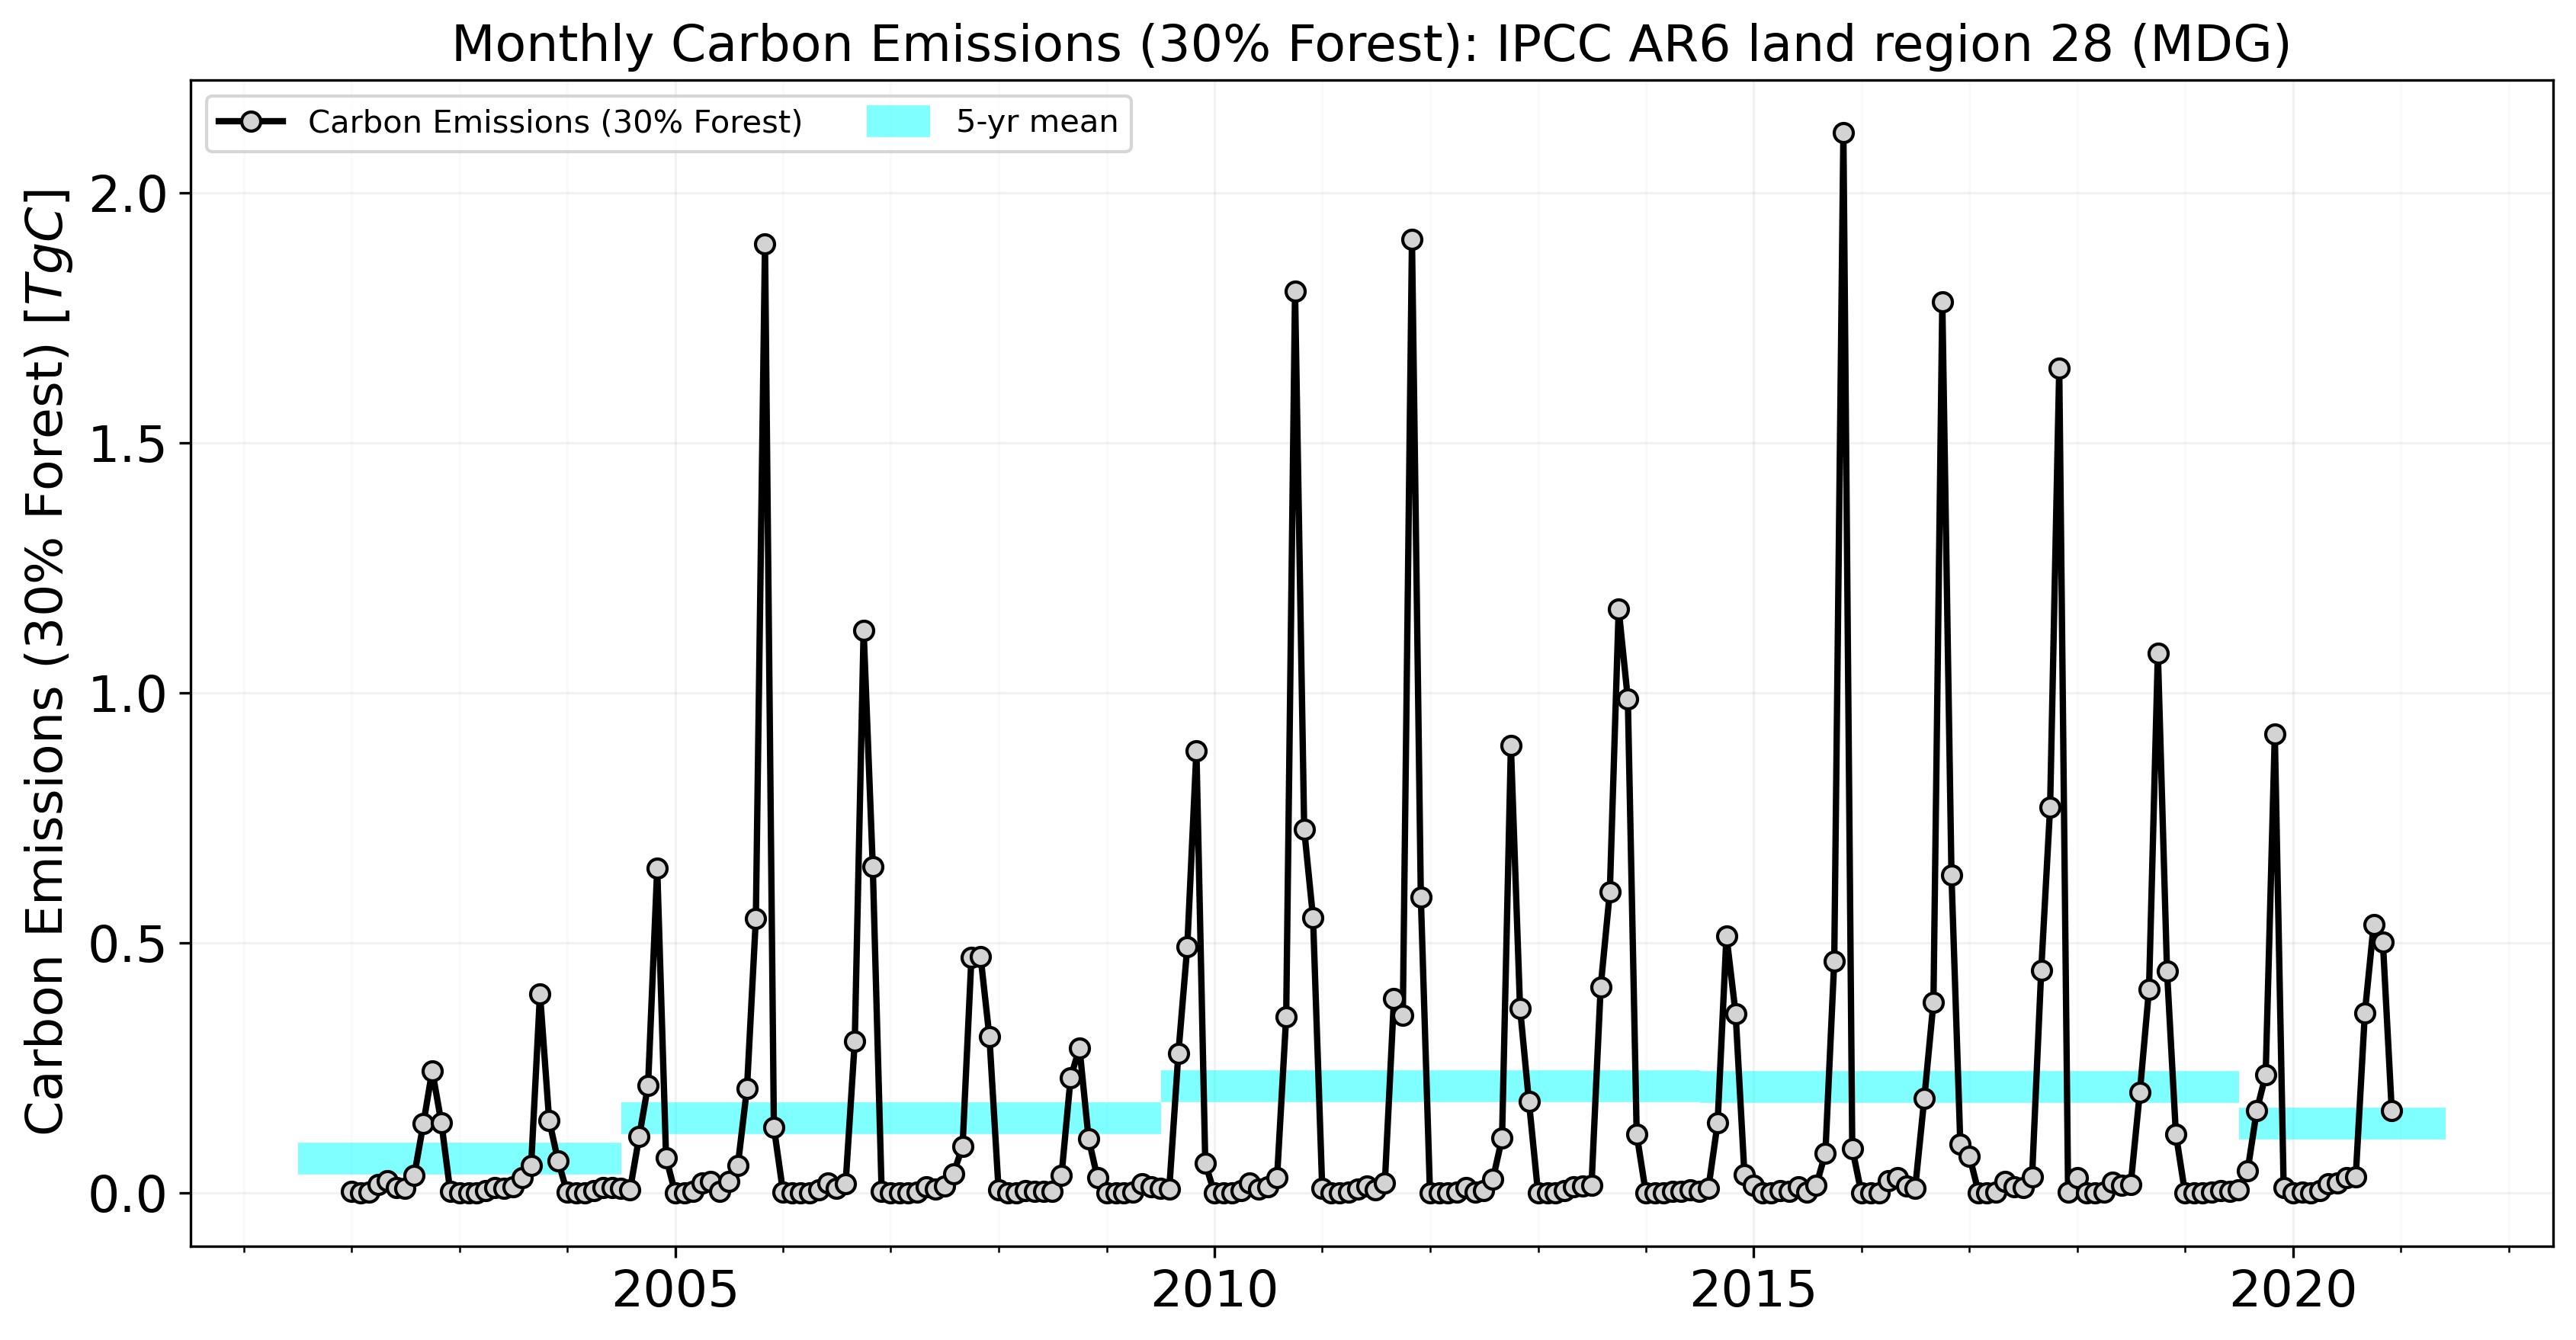 Monthly Carbon Emissions (30% Forest): IPCC AR6 land region 28 (MDG)
Carbon Emissions (30% Forest)
5-yr mean
Carbon Emissions (30% Forest) [TgC]
2.0
1.5
1.0
0.5
0.0
2005
2010
2015
2020